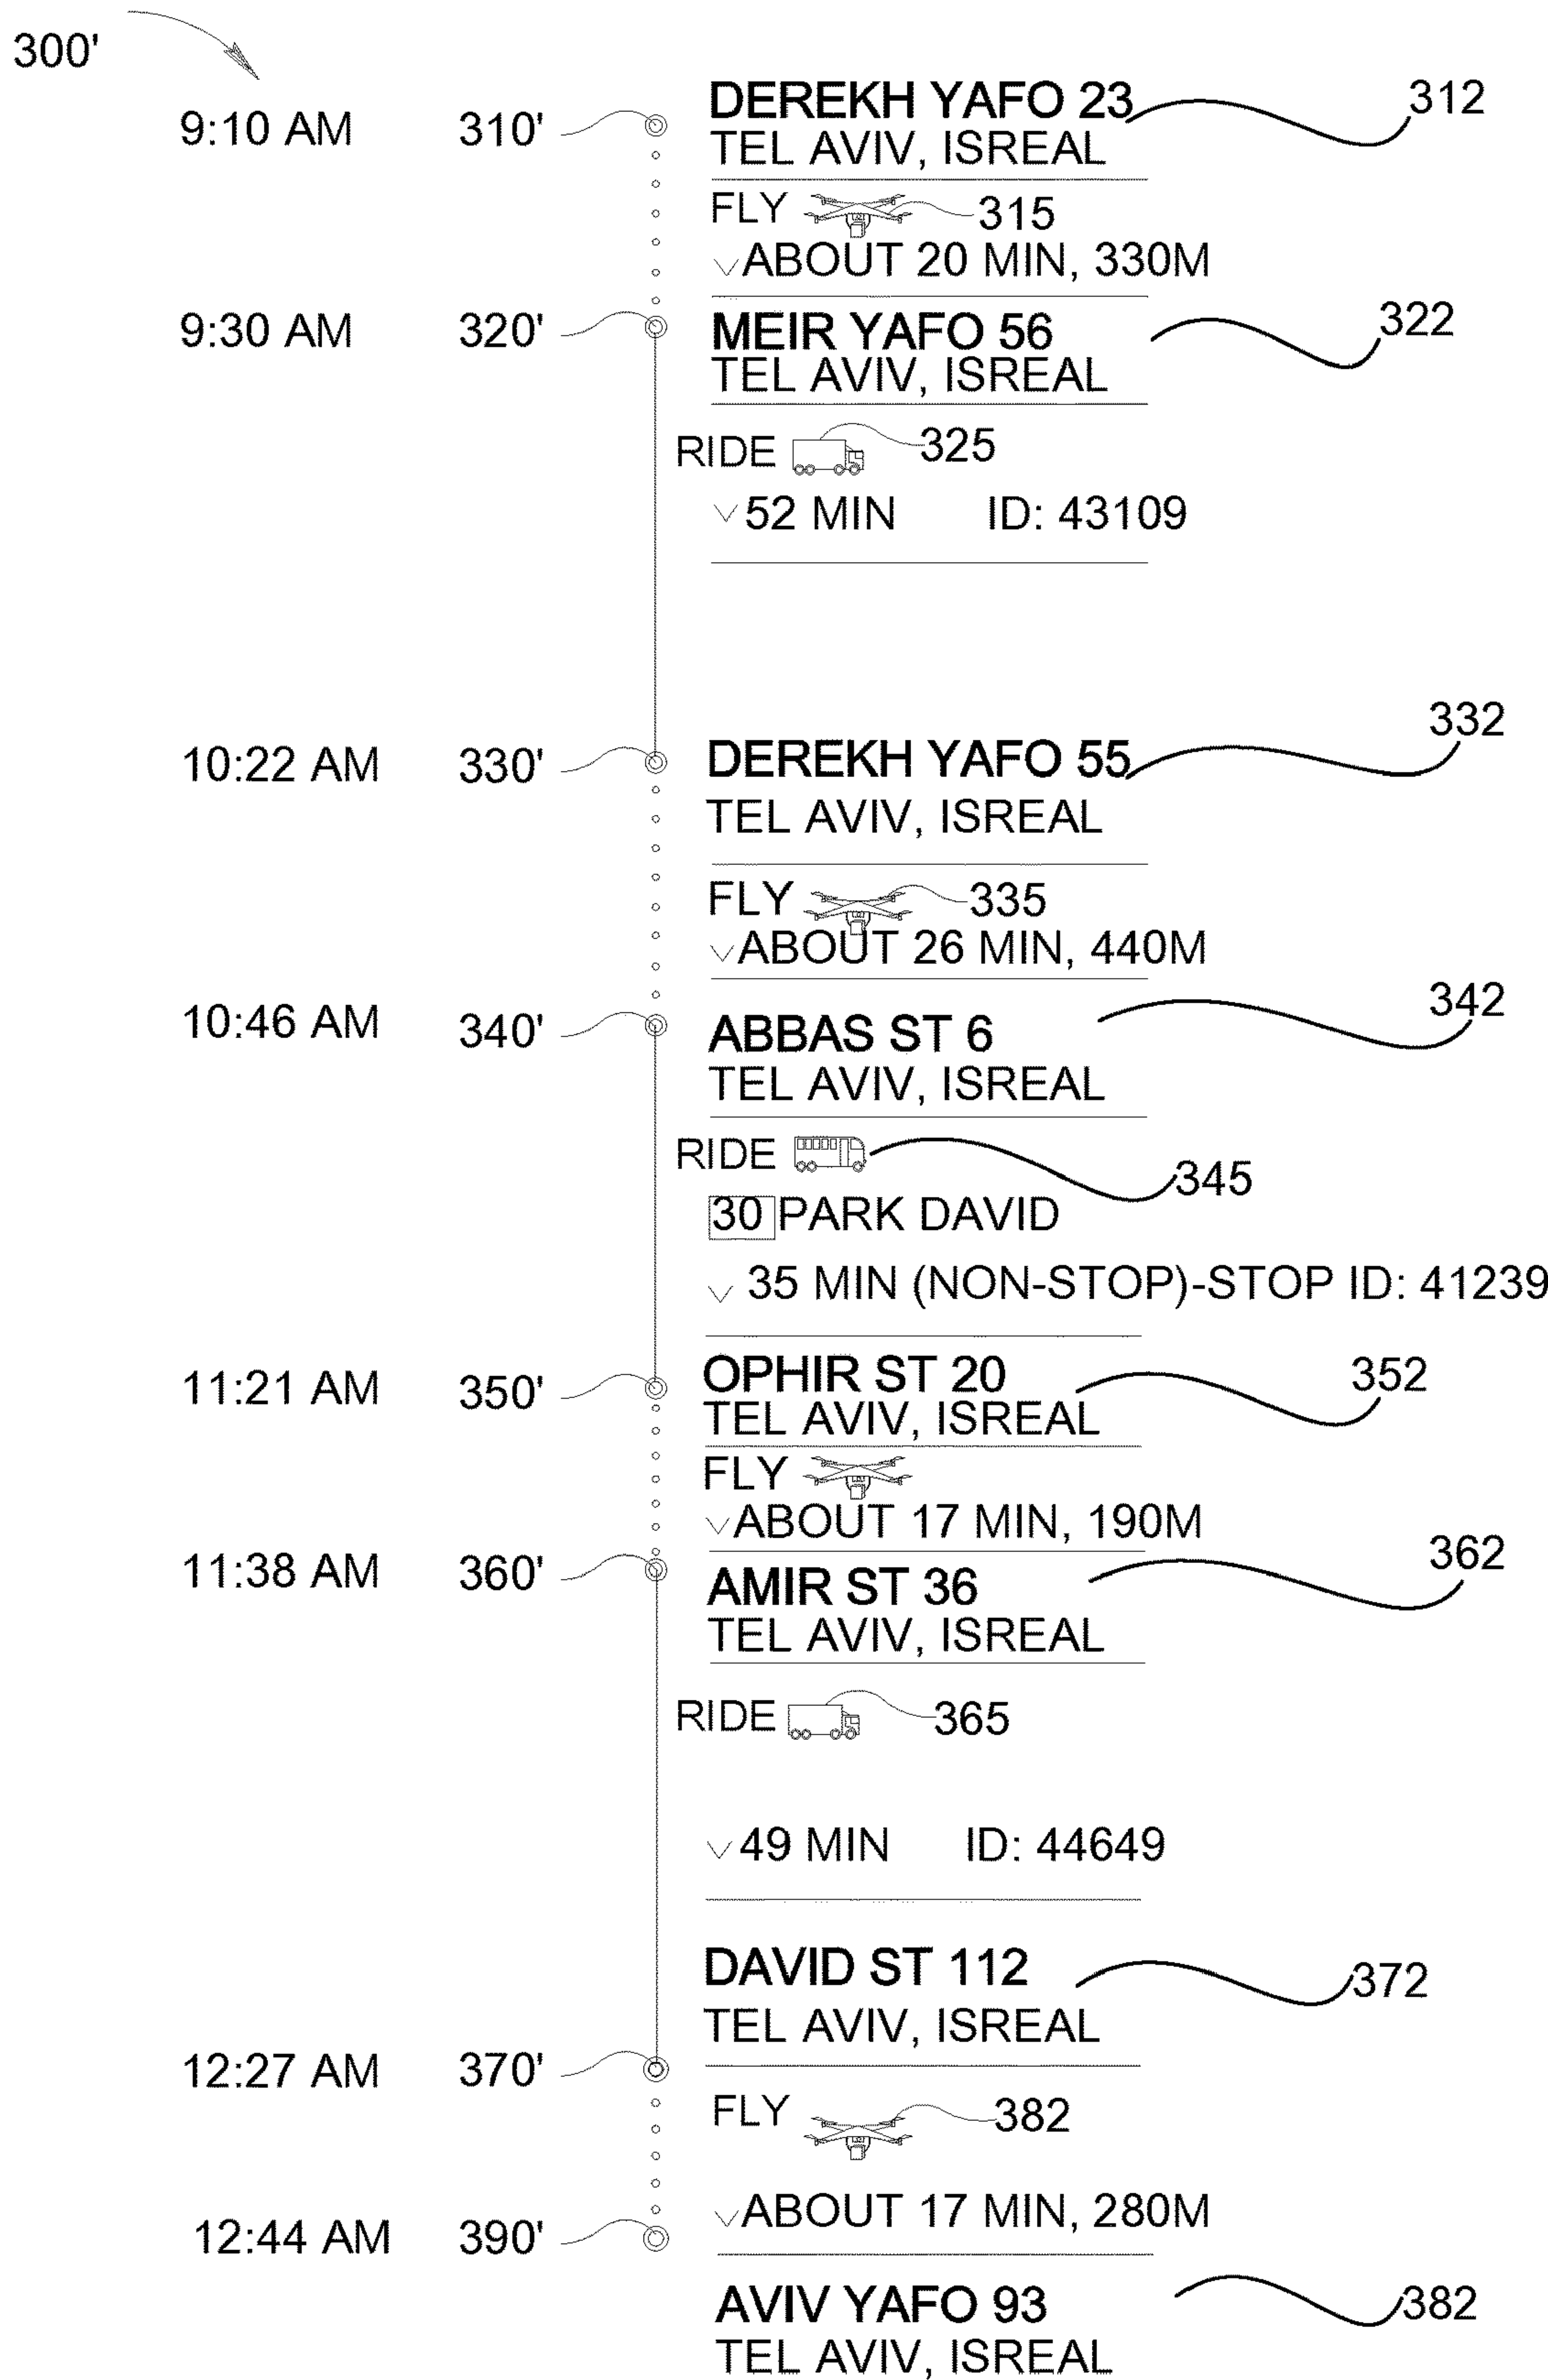 300'
9:10 AM 310' DEREKH YAFO 23 312
TEL AVIV, ISREAL
FLY 315
ABOUT 20 MIN, 330M
9:30 AM 320' MEIR YAFO 56 322
TEL AVIV, ISREAL
RIDE 325
52 MIN ID: 43109
10:22 AM 330' DEREKH YAFO 55 332
TEL AVIV, ISREAL
FLY 335
ABOUT 26 MIN, 440M
10:46 AM 340' ABBAS ST 6 342
TEL AVIV, ISREAL
RIDE 345
30 PARK DAVID
35 MIN (NON-STOP)-STOP ID: 41239
11:21 AM 350' OPHIR ST 20 352
TEL AVIV, ISREAL
FLY
ABOUT 17 MIN, 190M
11:38 AM 360' AMIR ST 36 362
TEL AVIV, ISREAL
RIDE 365
49 MIN ID: 44649
DAVID ST 112 372
TEL AVIV, ISREAL
12:27 AM 370'
FLY 382
ABOUT 17 MIN, 280M
12:44 AM 390'
AVIV YAFO 93 382
TEL AVIV, ISREAL